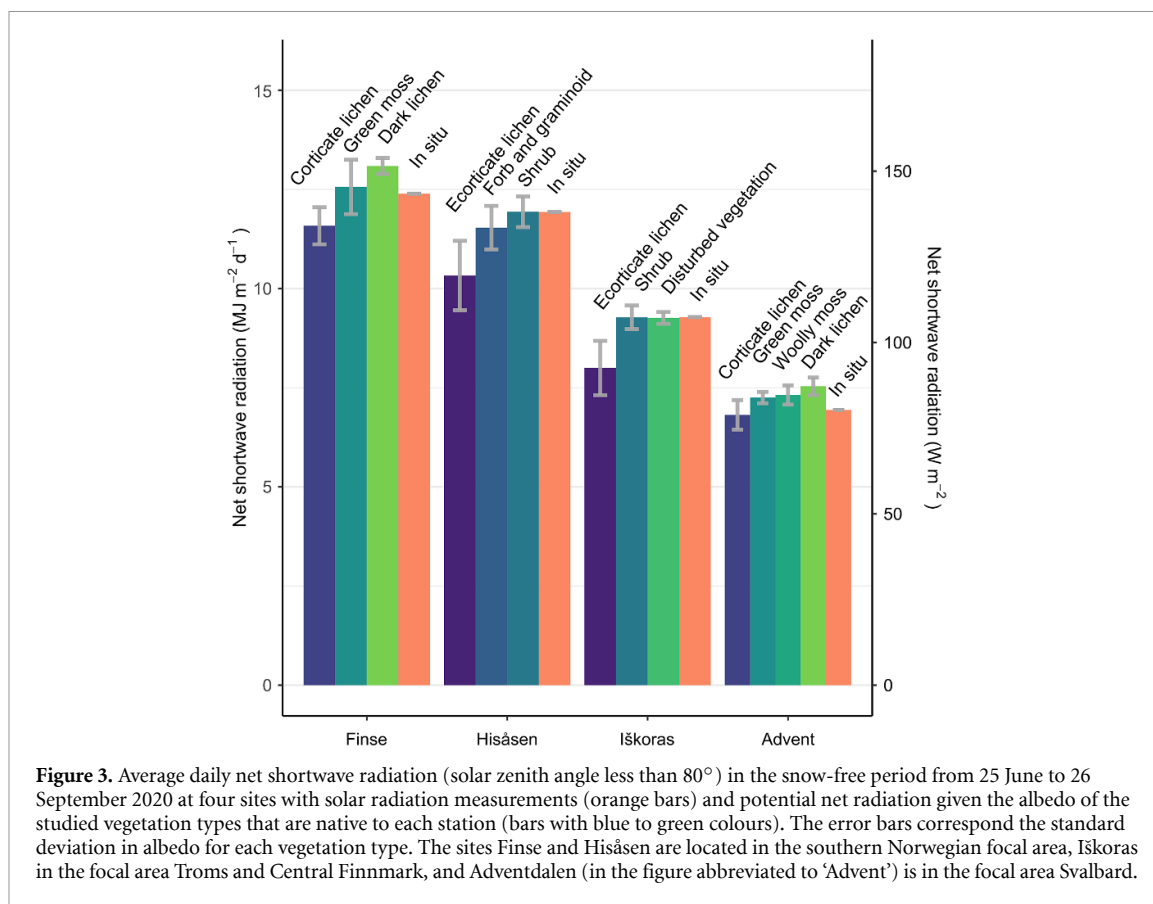 15
10
5
0
Net shortwave radiation (MJ m−2 d−1)
Corticate lichen
Green moss
Dark lichen
In situ
Ecorticate lichen
Forb and graminoid
Shrub
In situ
Ecorticate lichen
Shrub
Disturbed vegetation
In situ
Corticate lichen
Green moss
Woolly moss
Dark lichen
In situ
150
100
50
0
Net shortwave radiation (W m−2 )
Finse Hisåsen Iškoras Advent
Figure 3. Average daily net shortwave radiation (solar zenith angle less than 80°) in the snow-free period from 25 June to 26
September 2020 at four sites with solar radiation measurements (orange bars) and potential net radiation given the albedo of the
studied vegetation types that are native to each station (bars with blue to green colours). The error bars correspond the standard
deviation in albedo for each vegetation type. The sites Finse and Hisåsen are located in the southern Norwegian focal area, Iškoras
in the focal area Troms and Central Finnmark, and Adventdalen (in the figure abbreviated to ‘Advent’) is in the focal area Svalbard.